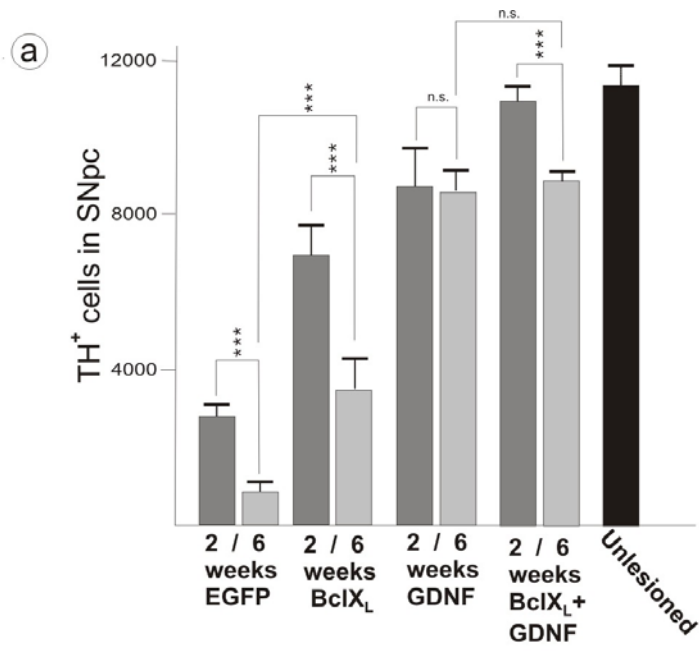 a
n.s.
***
12000
***
n.s.
***
8000
TH+ cells in SNpc
***
4000
2 / 6
weeks
EGFP
2 / 6
weeks
BclXL
2 / 6
weeks
GDNF
2 / 6
weeks
BclXL+
GDNF
Unlesioned